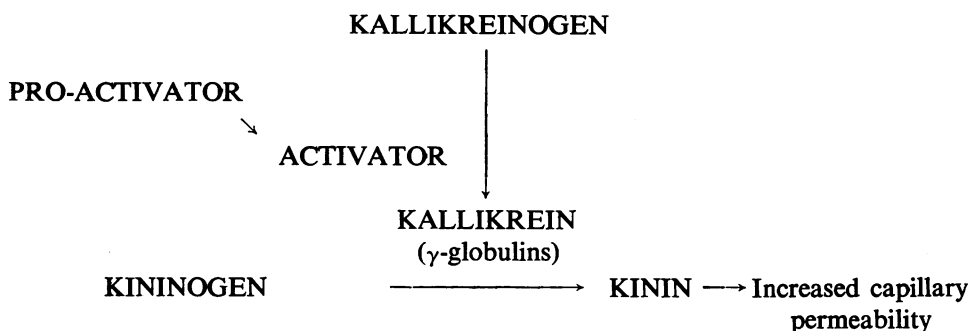 KALLIKREINOGEN
PRO-ACTIVATOR
ACTIVATOR
KALLIKREIN
(γ-globulins)
KININOGEN KININ Increased capillary
permeability